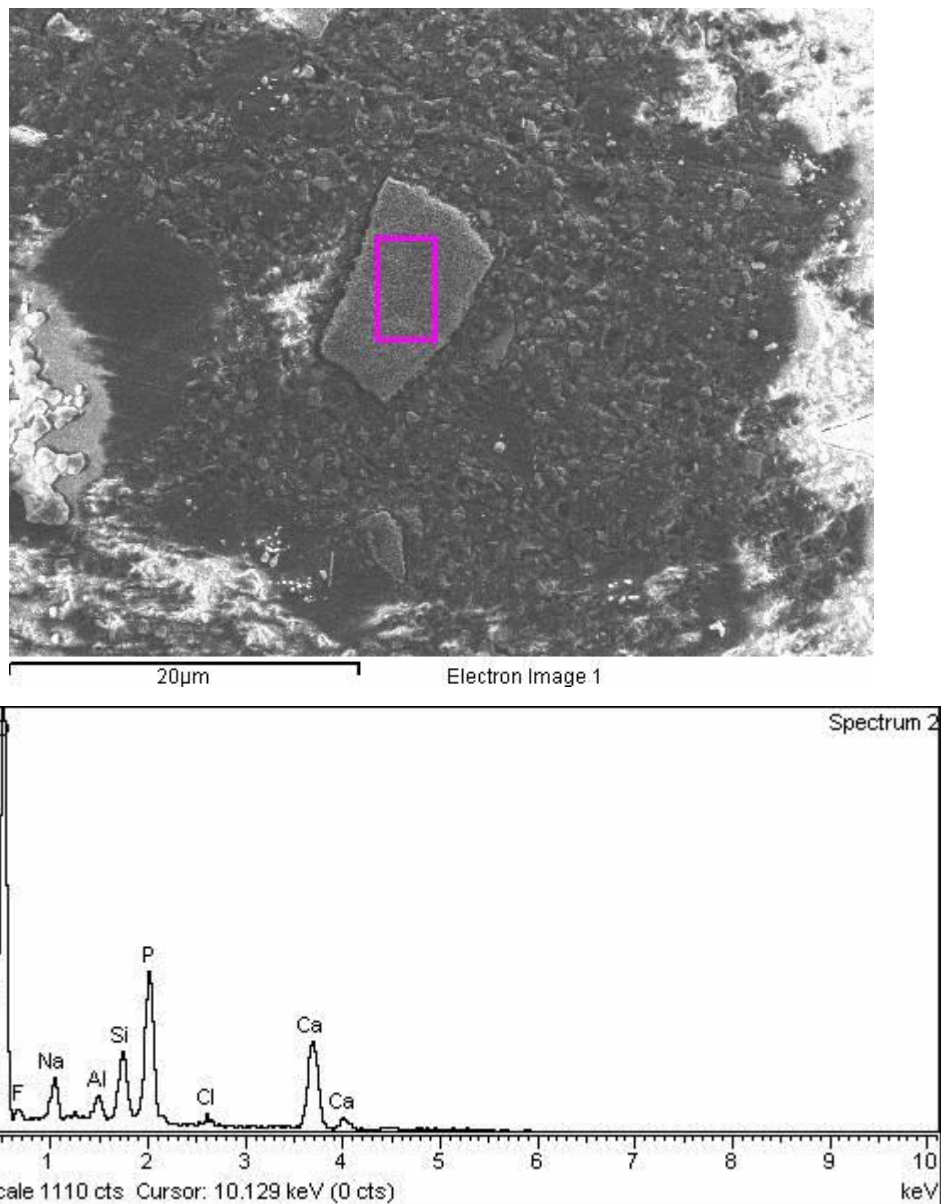 20µm Electron Image 1
Spectrum 2
P
Ca
Si
Na
Al
Ca
F
Cl
1 2 3 4 5 6 7 8 9 10
cale 1110 cts Cursor: 10.129 keV (0 cts) keV